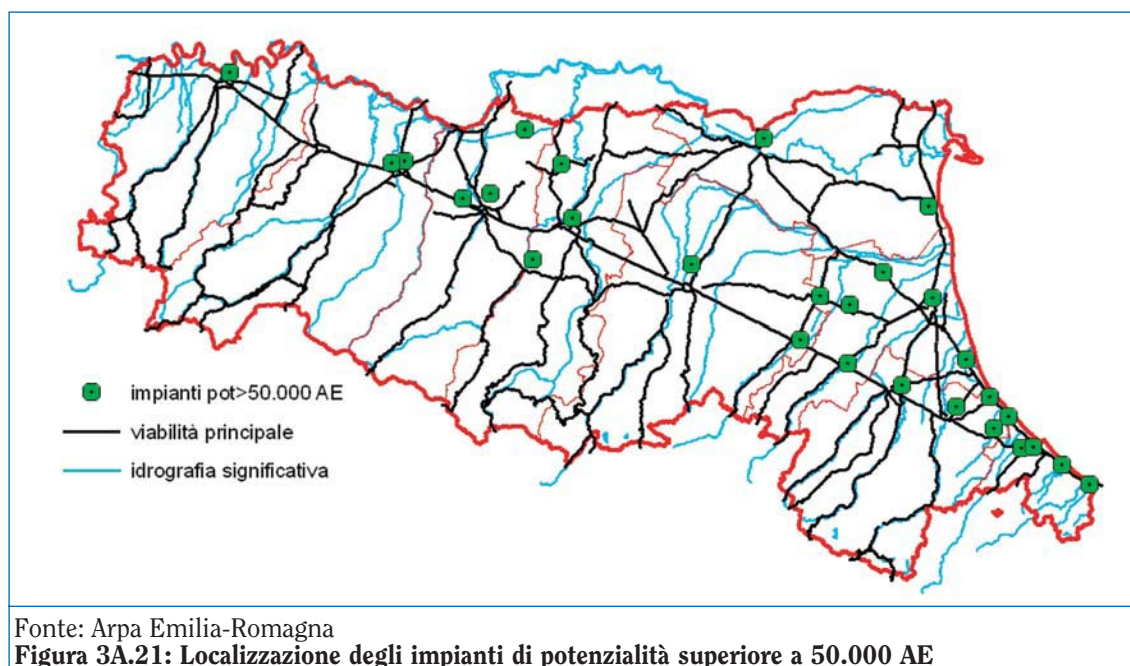 impianti pot>50.000 AE
viabilità principale
idrografia significativa
Fonte: Arpa Emilia-Romagna
Figura 3A.21: Localizzazione degli impianti di potenzialità superiore a 50.000 AE